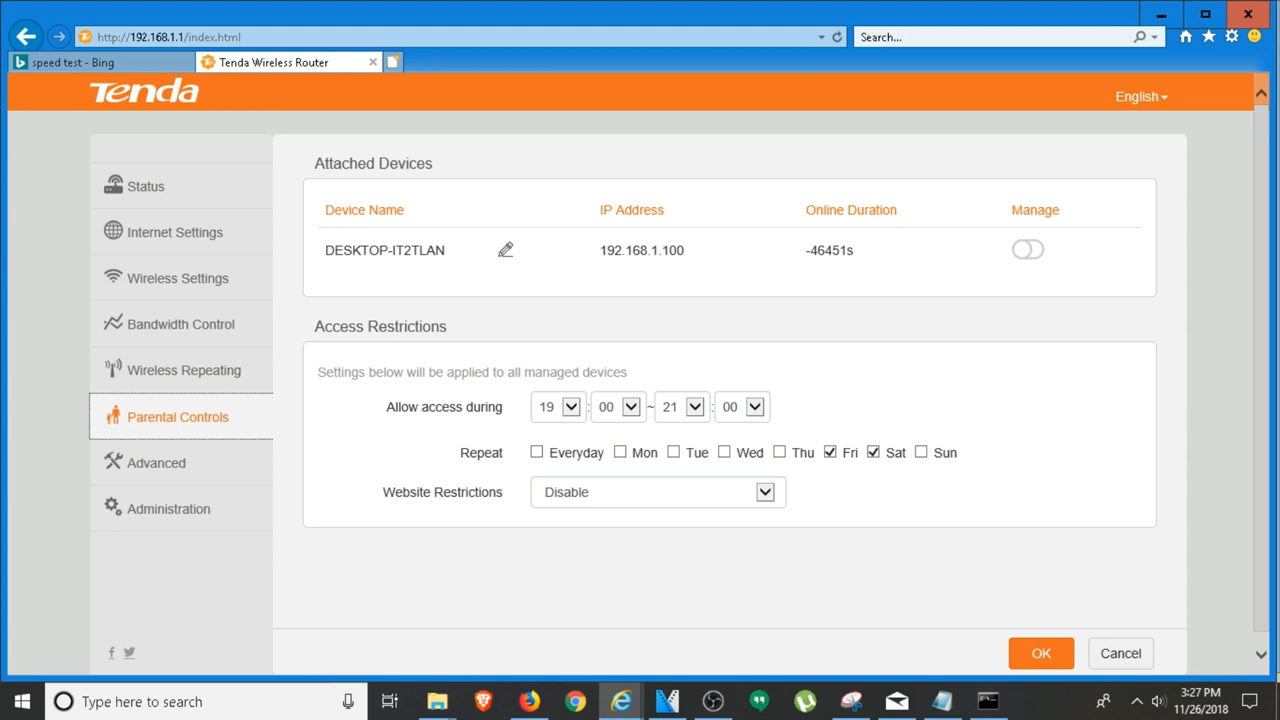 http://192.168.1.1/index.html
Search...
speed test - Bing
Tenda Wireless Router
Tenda
English
Status
Internet Settings
Wireless Settings
Bandwidth Control
Wireless Repeating
Parental Controls
Advanced
Administration
Attached Devices
Device Name IP Address Online Duration Manage
DESKTOP-IT2TLAN 192.168.1.100 -46451s
Access Restrictions
Settings below will be applied to all managed devices
Allow access during 19 : 00 ~ 21 : 00
Repeat Everyday Mon Tue Wed Thu Fri Sat Sun
Website Restrictions Disable
OK Cancel
Type here to search
3:27 PM
11/26/2018